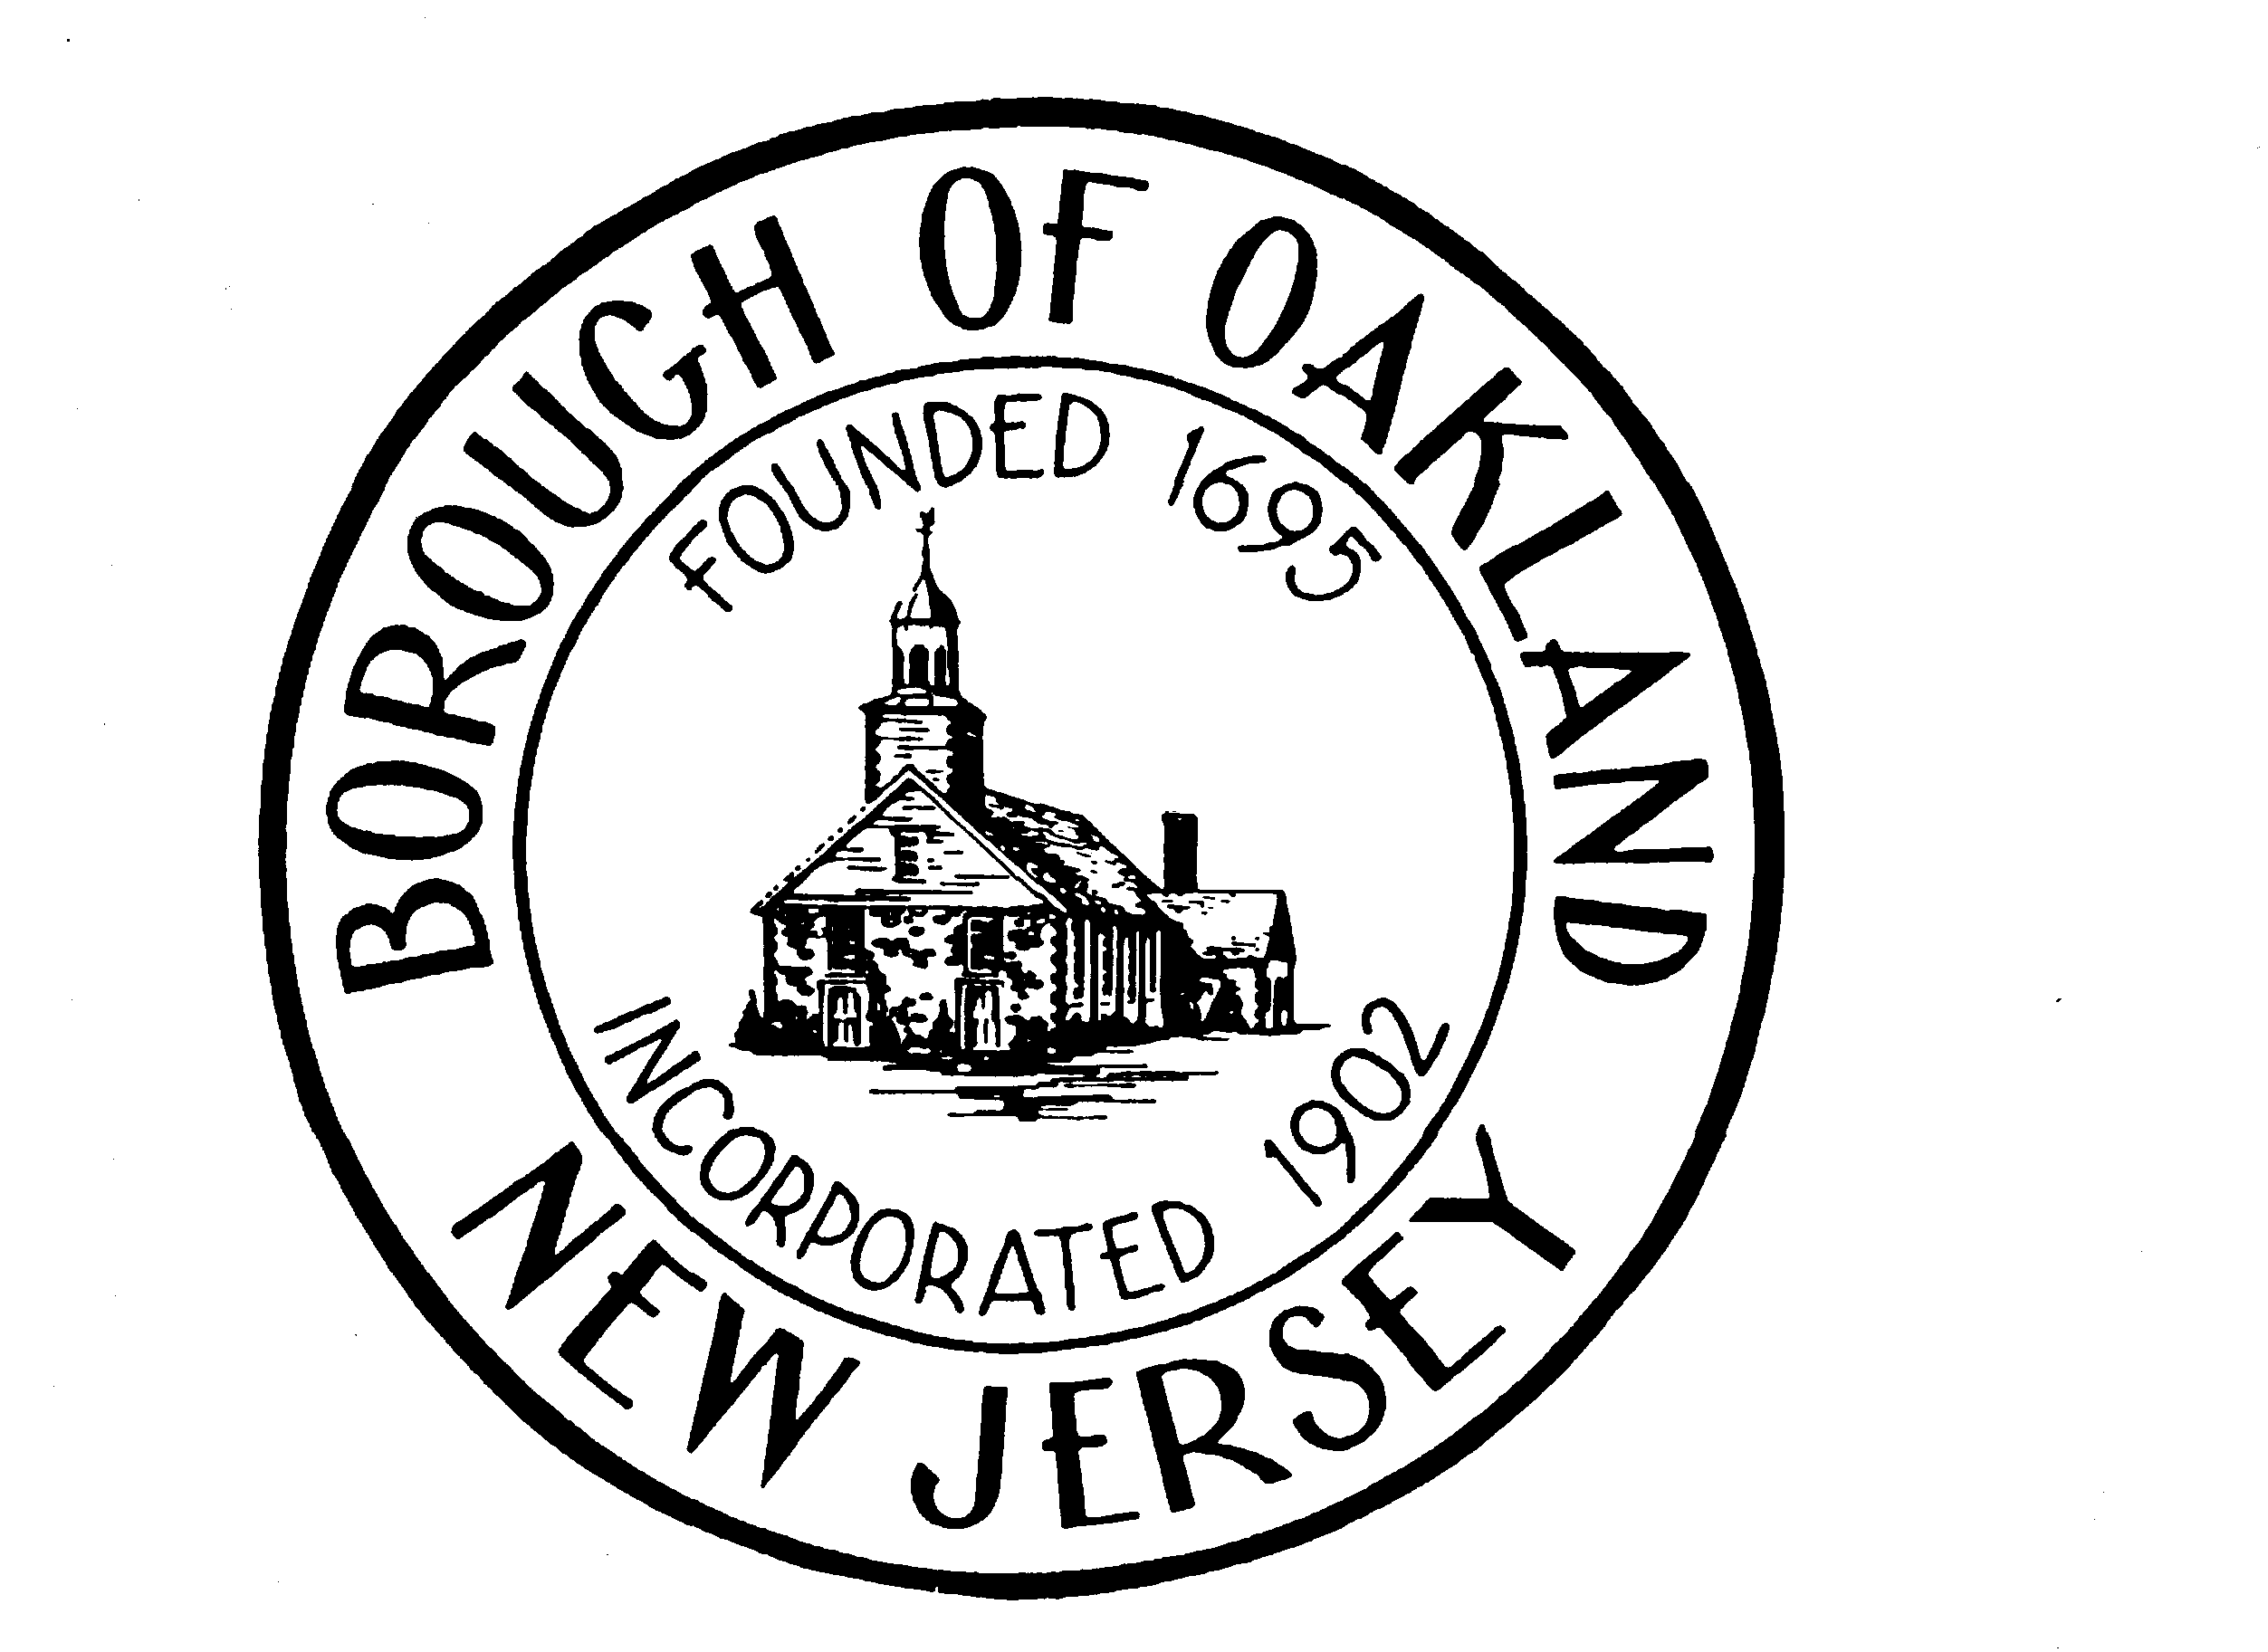 BOROUGH OF OAKLAND
FOUNDED 1695
INCORPORATED 1902
NEW JERSEY